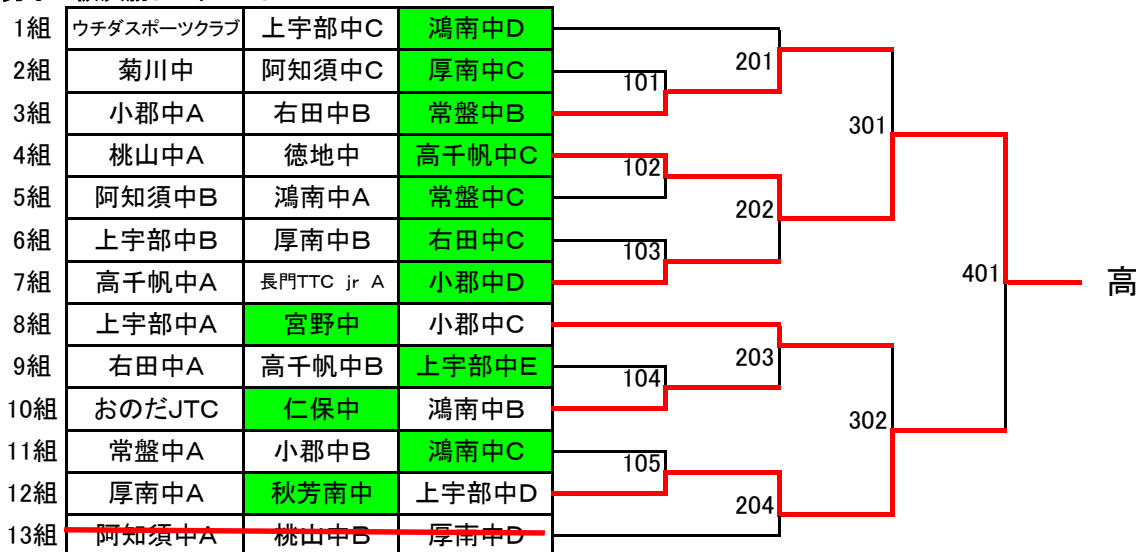 1組 ウチダスポーツクラブ 上宇部中C 鴻南中D
2組 菊川中 阿知須中C 厚南中C
3組 小郡中A 右田中B 常盤中B
4組 桃山中A 徳地中 高千帆中C
5組 阿知須中B 鴻南中A 常盤中C
6組 上宇部中B 厚南中B 右田中C
7組 高千帆中A 長門TTC jr A 小郡中D
8組 上宇部中A 宮野中 小郡中C
9組 右田中A 高千帆中B 上宇部中E
10組 おのだJTC 仁保中 鴻南中B
11組 常盤中A 小郡中B 鴻南中C
12組 厚南中A 秋芳南中 上宇部中D
13組 阿知須中A 桃山中B 厚南中D
101
102
103
104
105
201
202
203
204
301
302
401
高